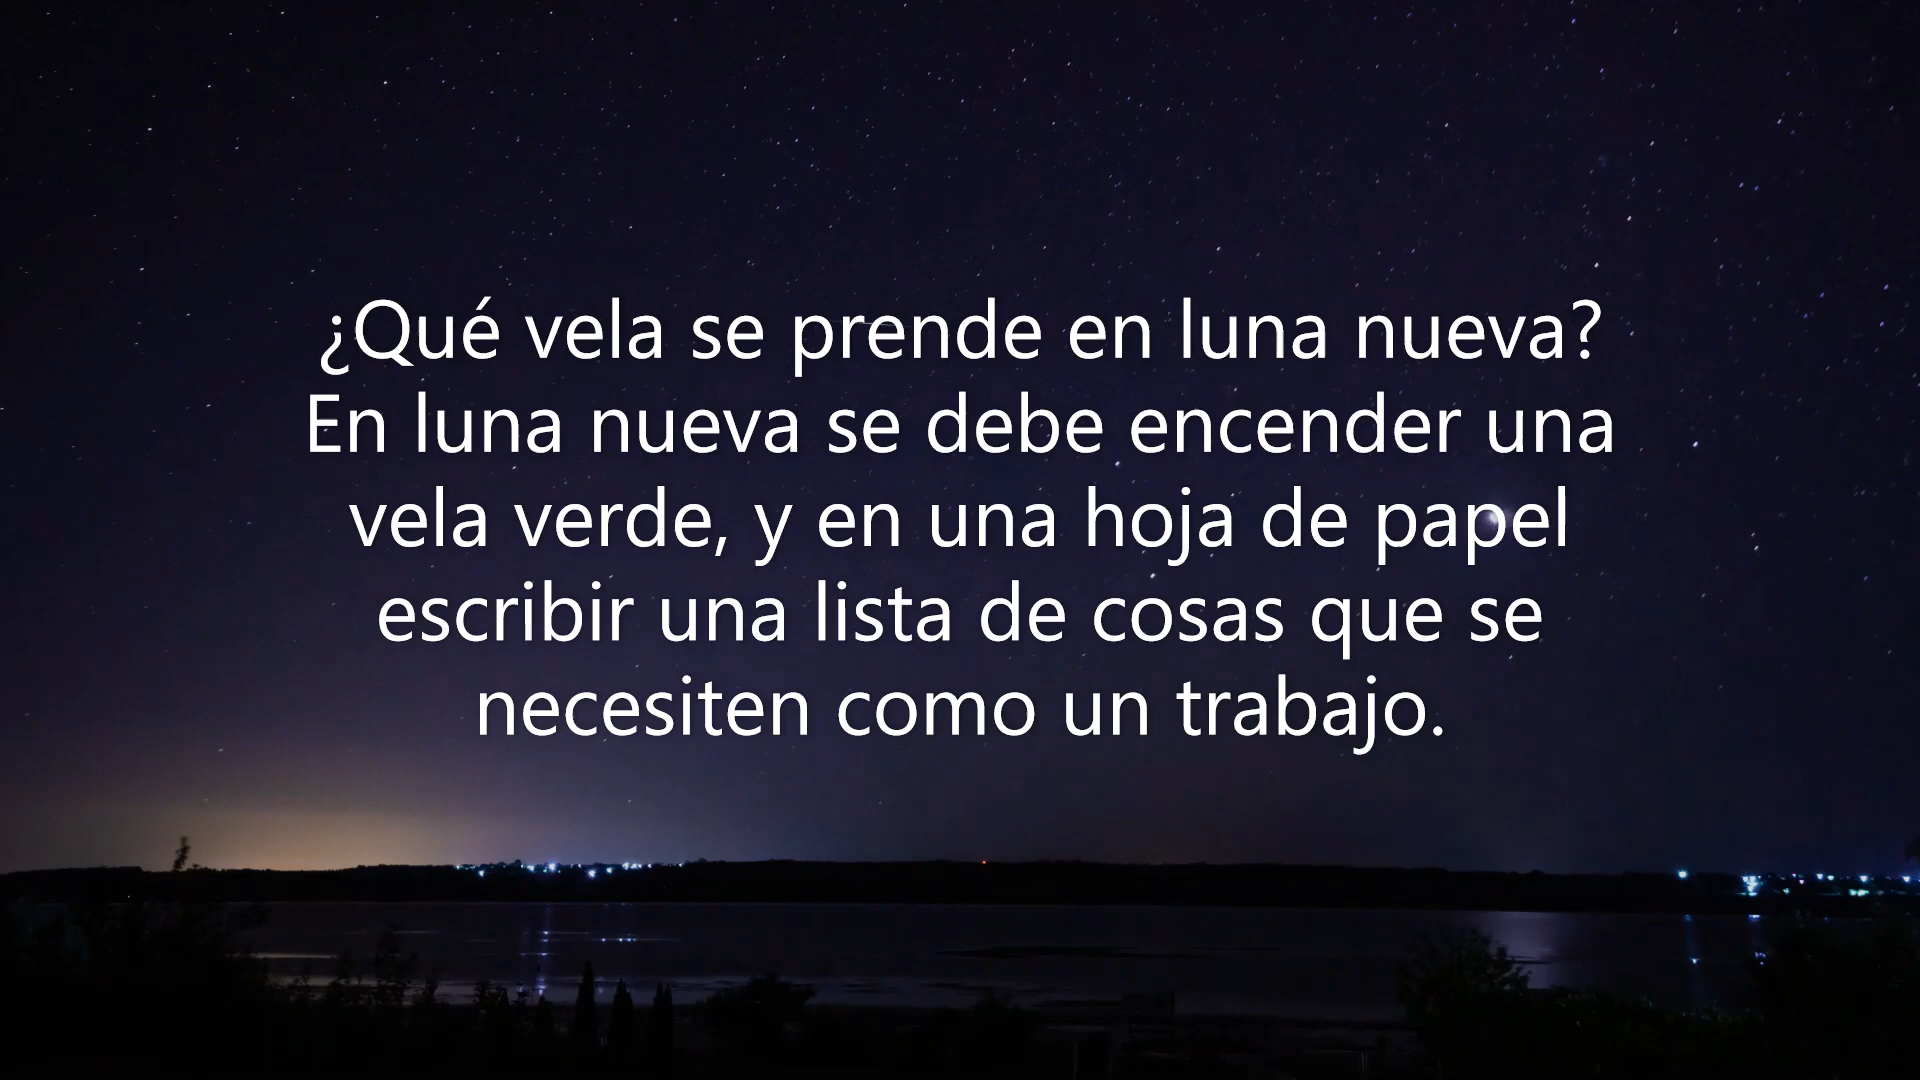 ¿Qué vela se prende en luna nueva?
En luna nueva se debe encender una
vela verde, y en una hoja de papel
escribir una lista de cosas que se
necesiten como un trabajo.